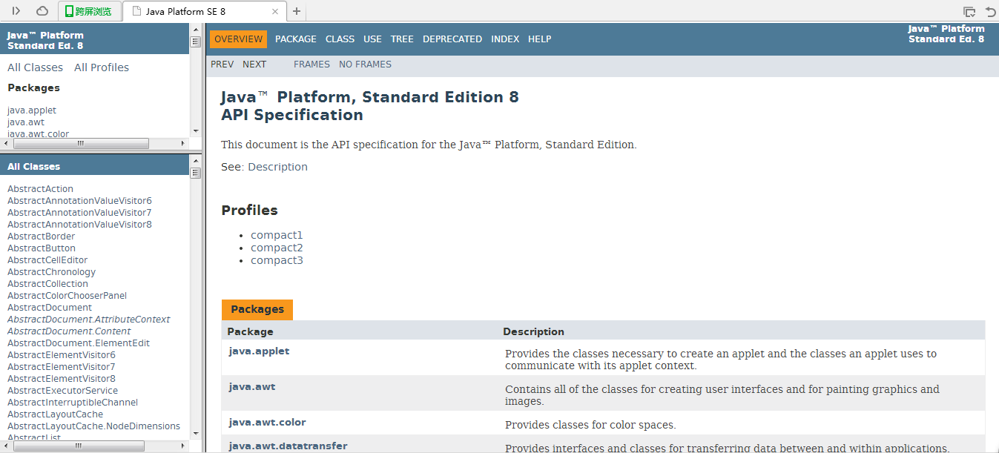 跨屏浏览
Java Platform SE 8
Java™ Platform
Standard Ed. 8
All Classes All Profiles
Packages
java.applet
java.awt
java.awt.color
All Classes
AbstractAction
AbstractAnnotationValueVisitor6
AbstractAnnotationValueVisitor7
AbstractAnnotationValueVisitor8
AbstractBorder
AbstractButton
AbstractCellEditor
AbstractChronology
AbstractCollection
AbstractColorChooserPanel
AbstractDocument
AbstractDocument.AttributeContext
AbstractDocument.Content
AbstractDocument.ElementEdit
AbstractElementVisitor6
AbstractElementVisitor7
AbstractElementVisitor8
AbstractExecutorService
AbstractInterruptibleChannel
AbstractLayoutCache
AbstractLayoutCache.NodeDimensions
AbstractList
OVERVIEW PACKAGE CLASS USE TREE DEPRECATED INDEX HELP
Java™ Platform
Standard Ed. 8
PREV NEXT FRAMES NO FRAMES
Java™ Platform, Standard Edition 8
API Specification
This document is the API specification for the Java™ Platform, Standard Edition.
See: Description
Profiles
• compact1
• compact2
• compact3
Packages
Package Description
java.applet Provides the classes necessary to create an applet and the classes an applet uses to
communicate with its applet context.
java.awt Contains all of the classes for creating user interfaces and for painting graphics and
images.
java.awt.color Provides classes for color spaces.
java.awt.datatransfer Provides interfaces and classes for transferring data between and within applications.